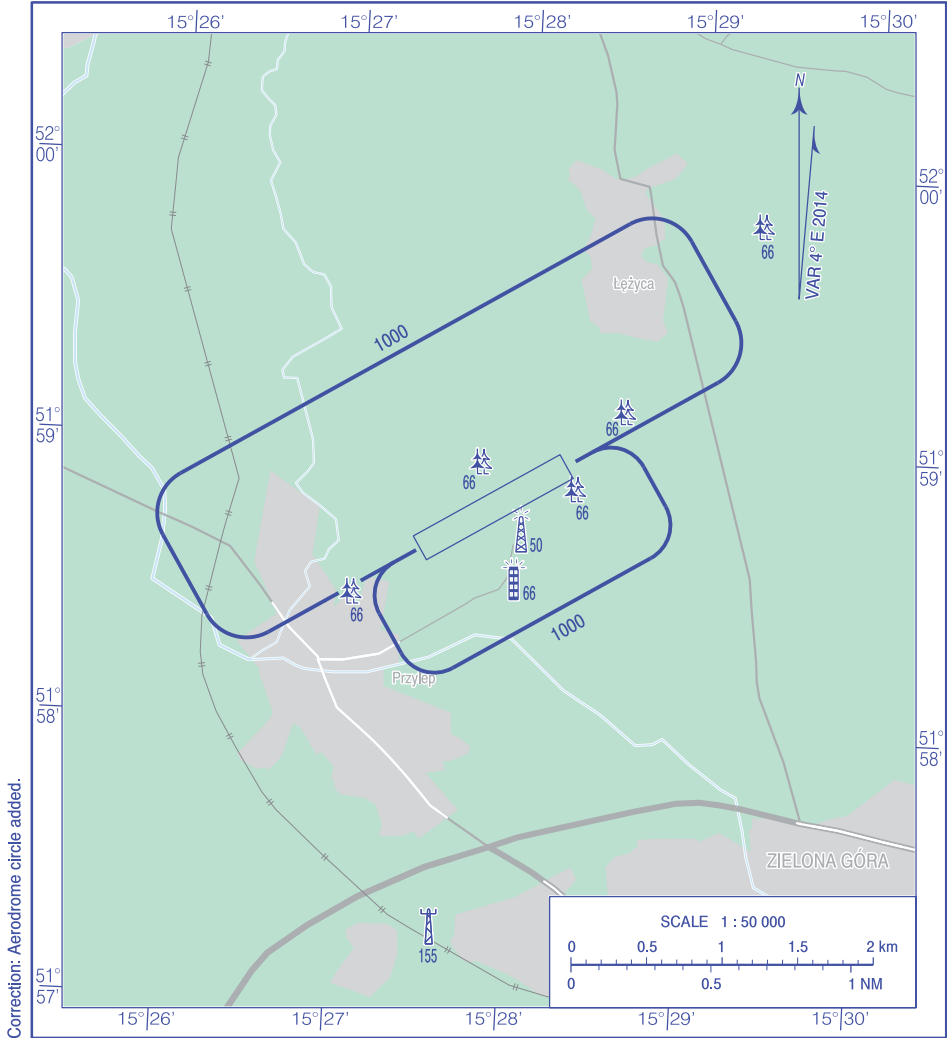 15°26' 15°27' 15°28' 15°29' 15°30'
N
52°
00'
52°
00'
VAR 4° E 2014
66
Łężyca
1000
51°
59'
66
51°
59'
66
66
50
66
66
1000
Przylep
51°
58'
51°
58'
ZIELONA GÓRA
155
SCALE 1 : 50 000
0 0.5 1 1.5 2 km
0 0.5 1 NM
51°
57'
15°26' 15°27' 15°28' 15°29' 15°30'
Correction: Aerodrome circle added.